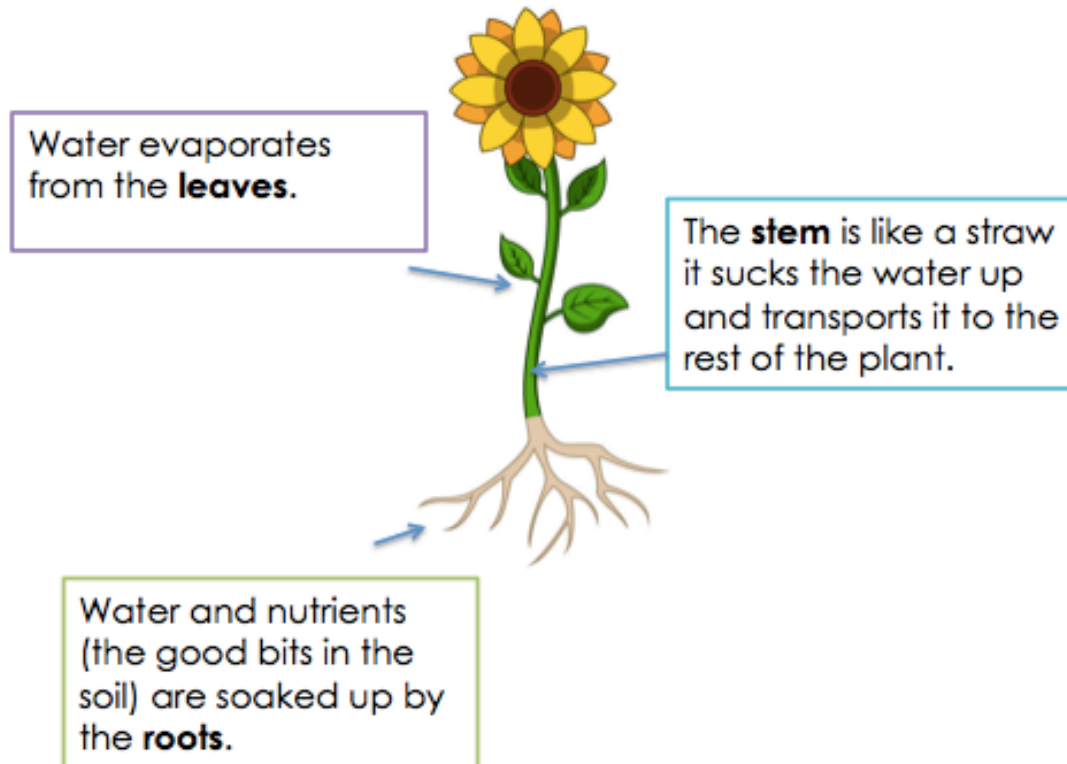 Water evaporates
from the leaves.
The stem is like a straw
it sucks the water up
and transports it to the
rest of the plant.
Water and nutrients
(the good bits in the
soil) are soaked up by
the roots.